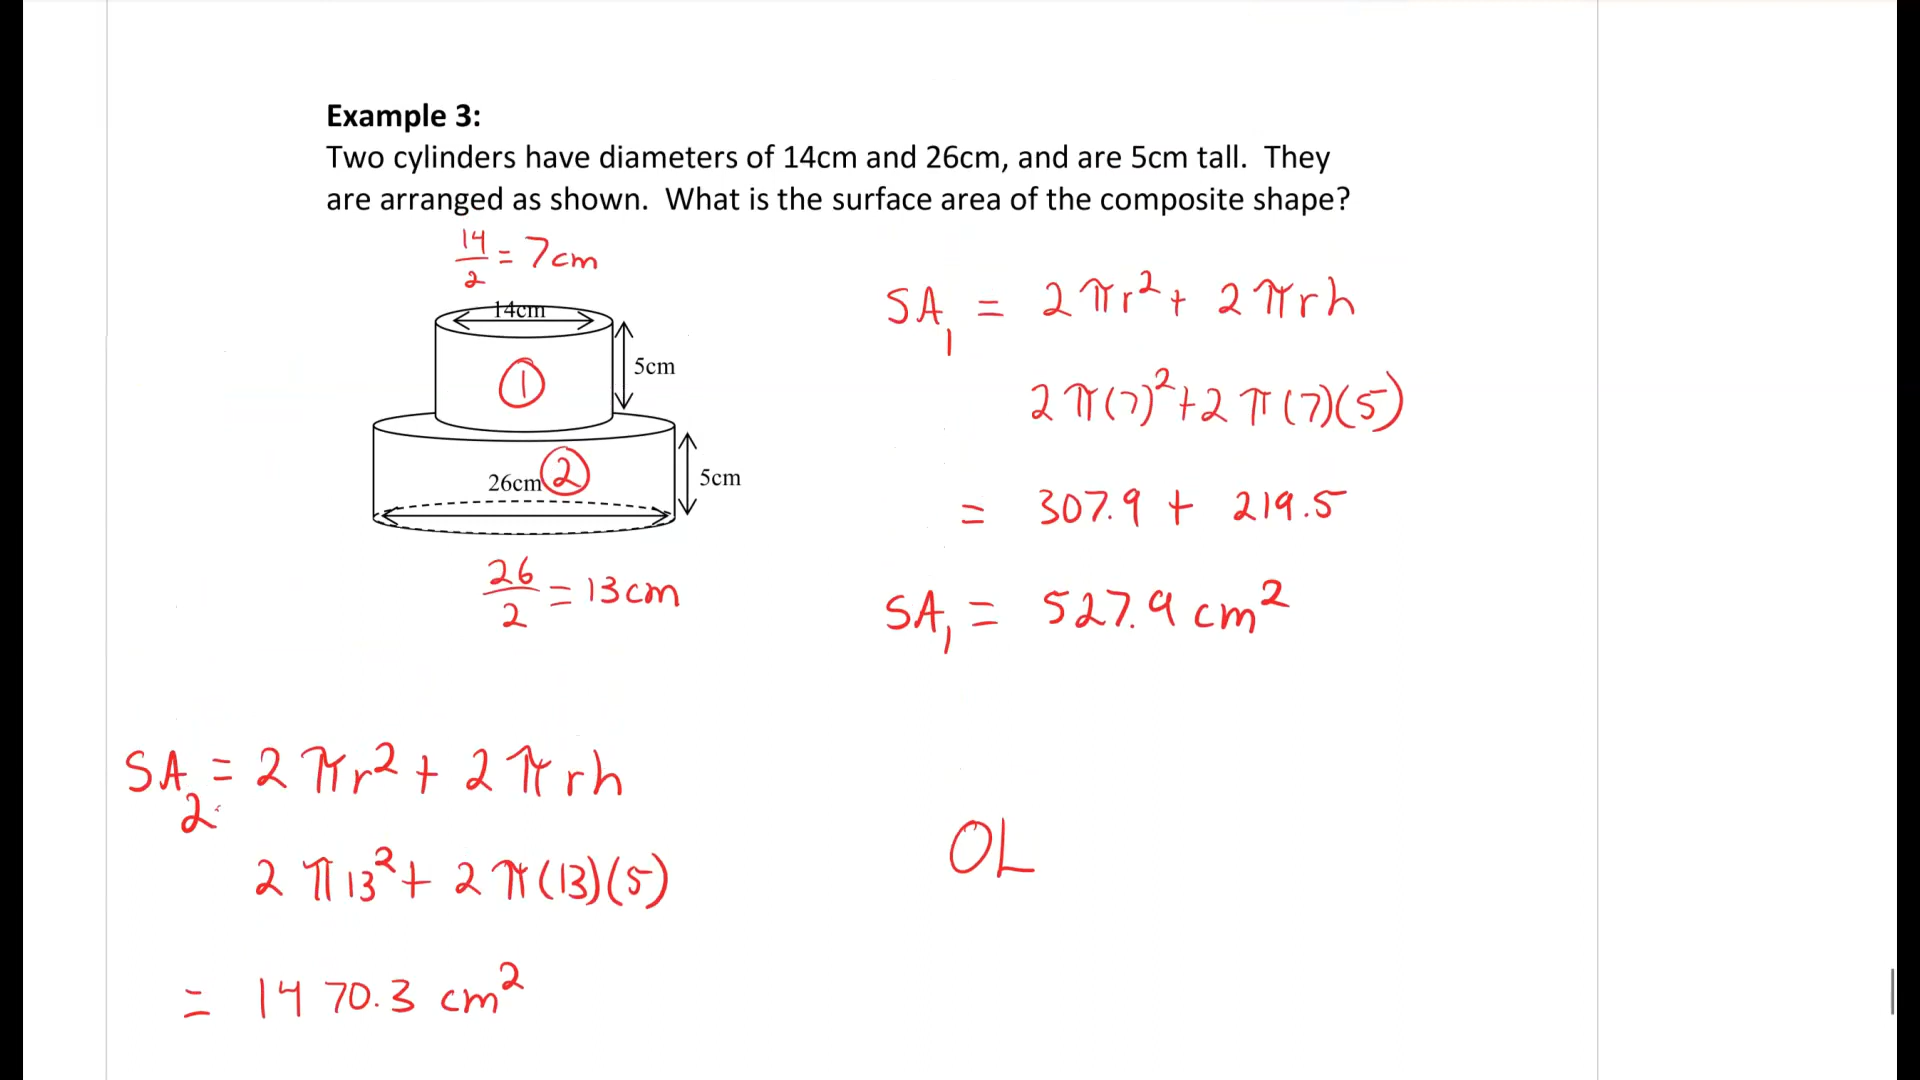 Example 3:
Two cylinders have diameters of 14cm and 26cm, and are 5cm tall. They
are arranged as shown. What is the surface area of the composite shape?
14/2 = 7cm
14cm
5cm
①
26cm
②
5cm
26/2 = 13cm
SA₁ = 2πr² + 2πrh
2π(7)² + 2π(7)(5)
= 307.9 + 219.5
SA₁ = 527.9 cm²
SA₂ = 2πr² + 2πrh
2π13² + 2π(13)(5)
= 1470.3 cm²
OL